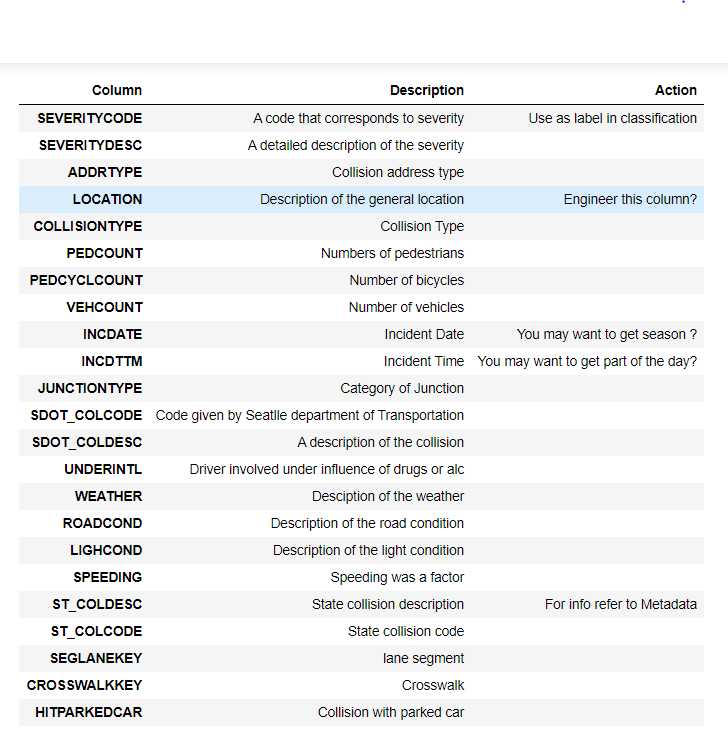 Column Description Action
SEVERITYCODE A code that corresponds to severity Use as label in classification
SEVERITYDESC A detailed description of the severity
ADDRTYPE Collision address type
LOCATION Description of the general location Engineer this column?
COLLISIONTYPE Collision Type
PEDCOUNT Numbers of pedestrians
PEDCYCLCOUNT Number of bicycles
VEHCOUNT Number of vehicles
INCDATE Incident Date You may want to get season ?
INCDTTM Incident Time You may want to get part of the day?
JUNCTIONTYPE Category of Junction
SDOT_COLCODE Code given by Seatlle department of Transportation
SDOT_COLDESC A description of the collision
UNDERINTL Driver involved under influence of drugs or alc
WEATHER Desciption of the weather
ROADCOND Description of the road condition
LIGHCOND Description of the light condition
SPEEDING Speeding was a factor
ST_COLDESC State collision description For info refer to Metadata
ST_COLCODE State collision code
SEGLANEKEY lane segment
CROSSWALKKEY Crosswalk
HITPARKEDCAR Collision with parked car